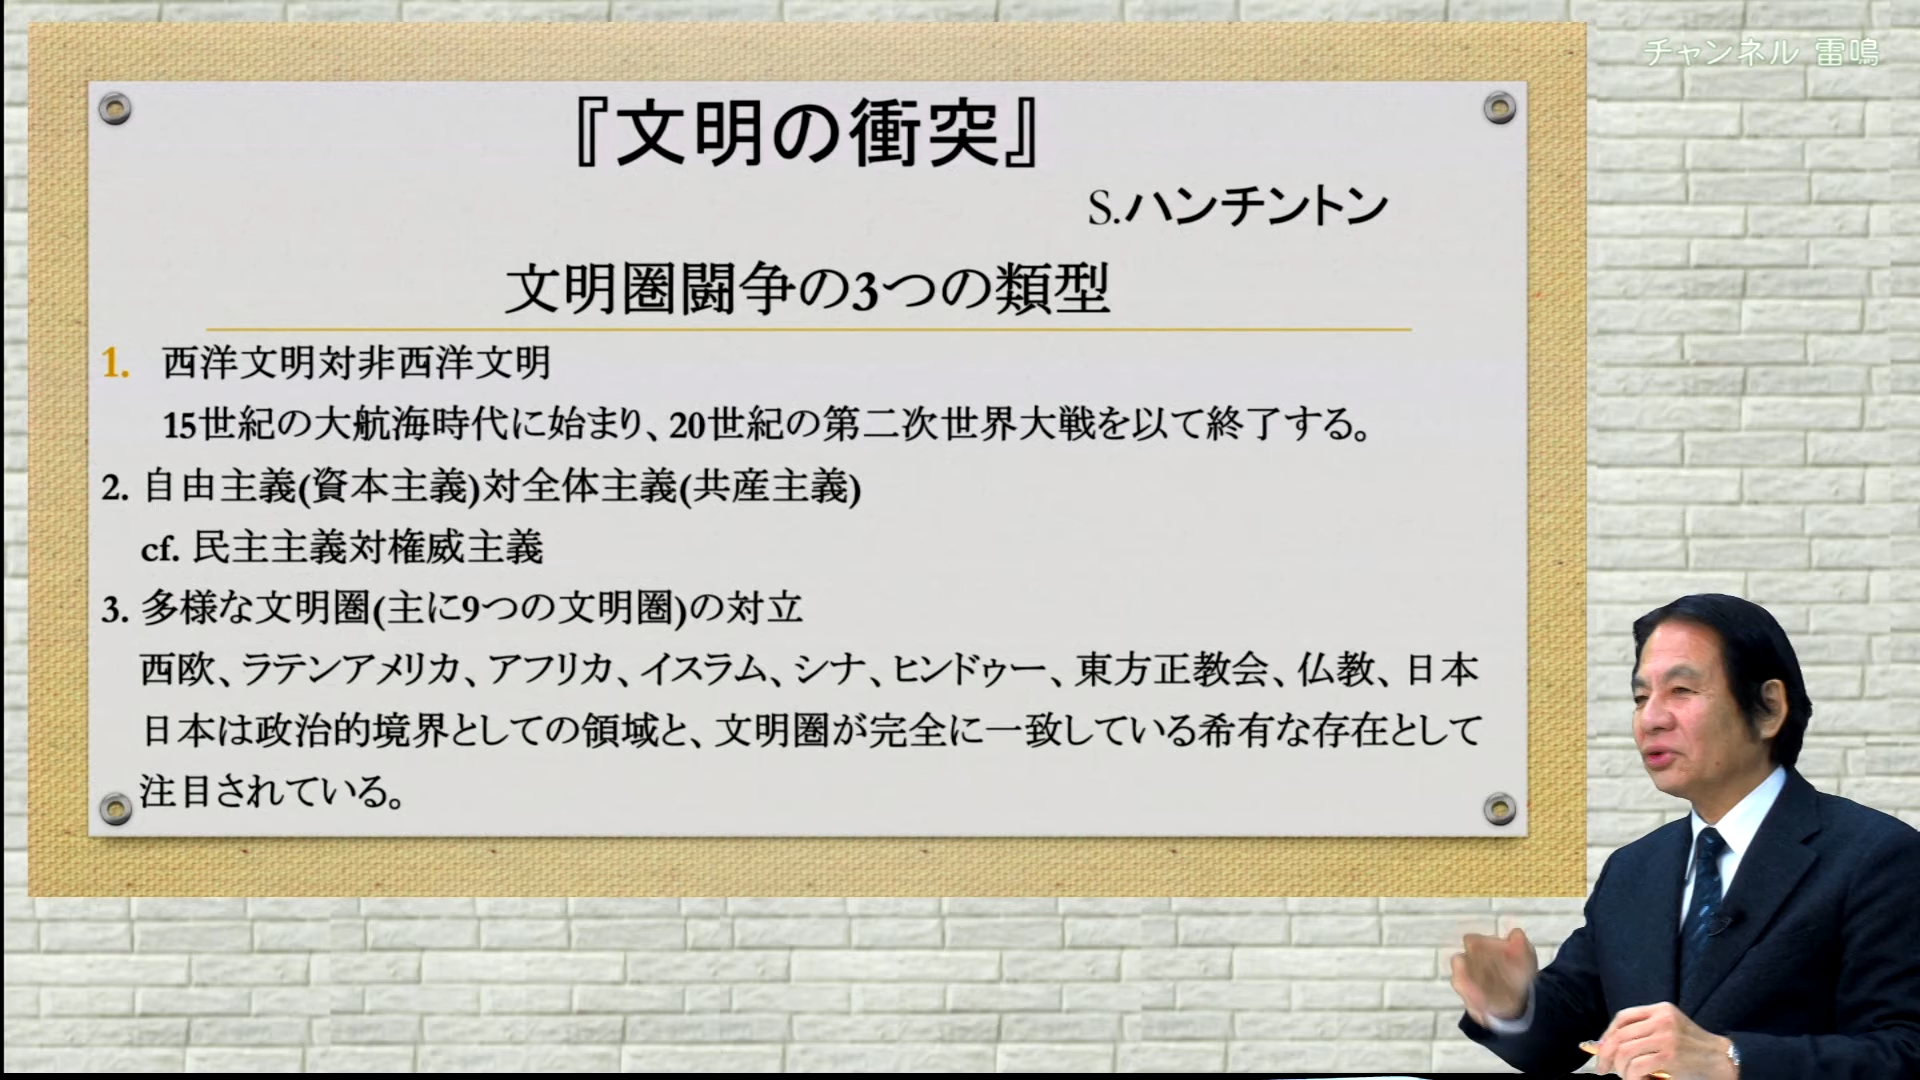 チャンネル 雷鳴
『文明の衝突』
S.ハンチントン
文明圏闘争の3つの類型
1. 西洋文明対非西洋文明
15世紀の大航海時代に始まり、20世紀の第二次世界大戦を以て終了する。
2. 自由主義(資本主義)対全体主義(共産主義)
cf. 民主主義対権威主義
3. 多様な文明圏(主に9つの文明圏)の対立
西欧、ラテンアメリカ、アフリカ、イスラム、シナ、ヒンドゥー、東方正教会、仏教、日本
日本は政治的境界としての領域と、文明圏が完全に一致している希有な存在として
注目されている。